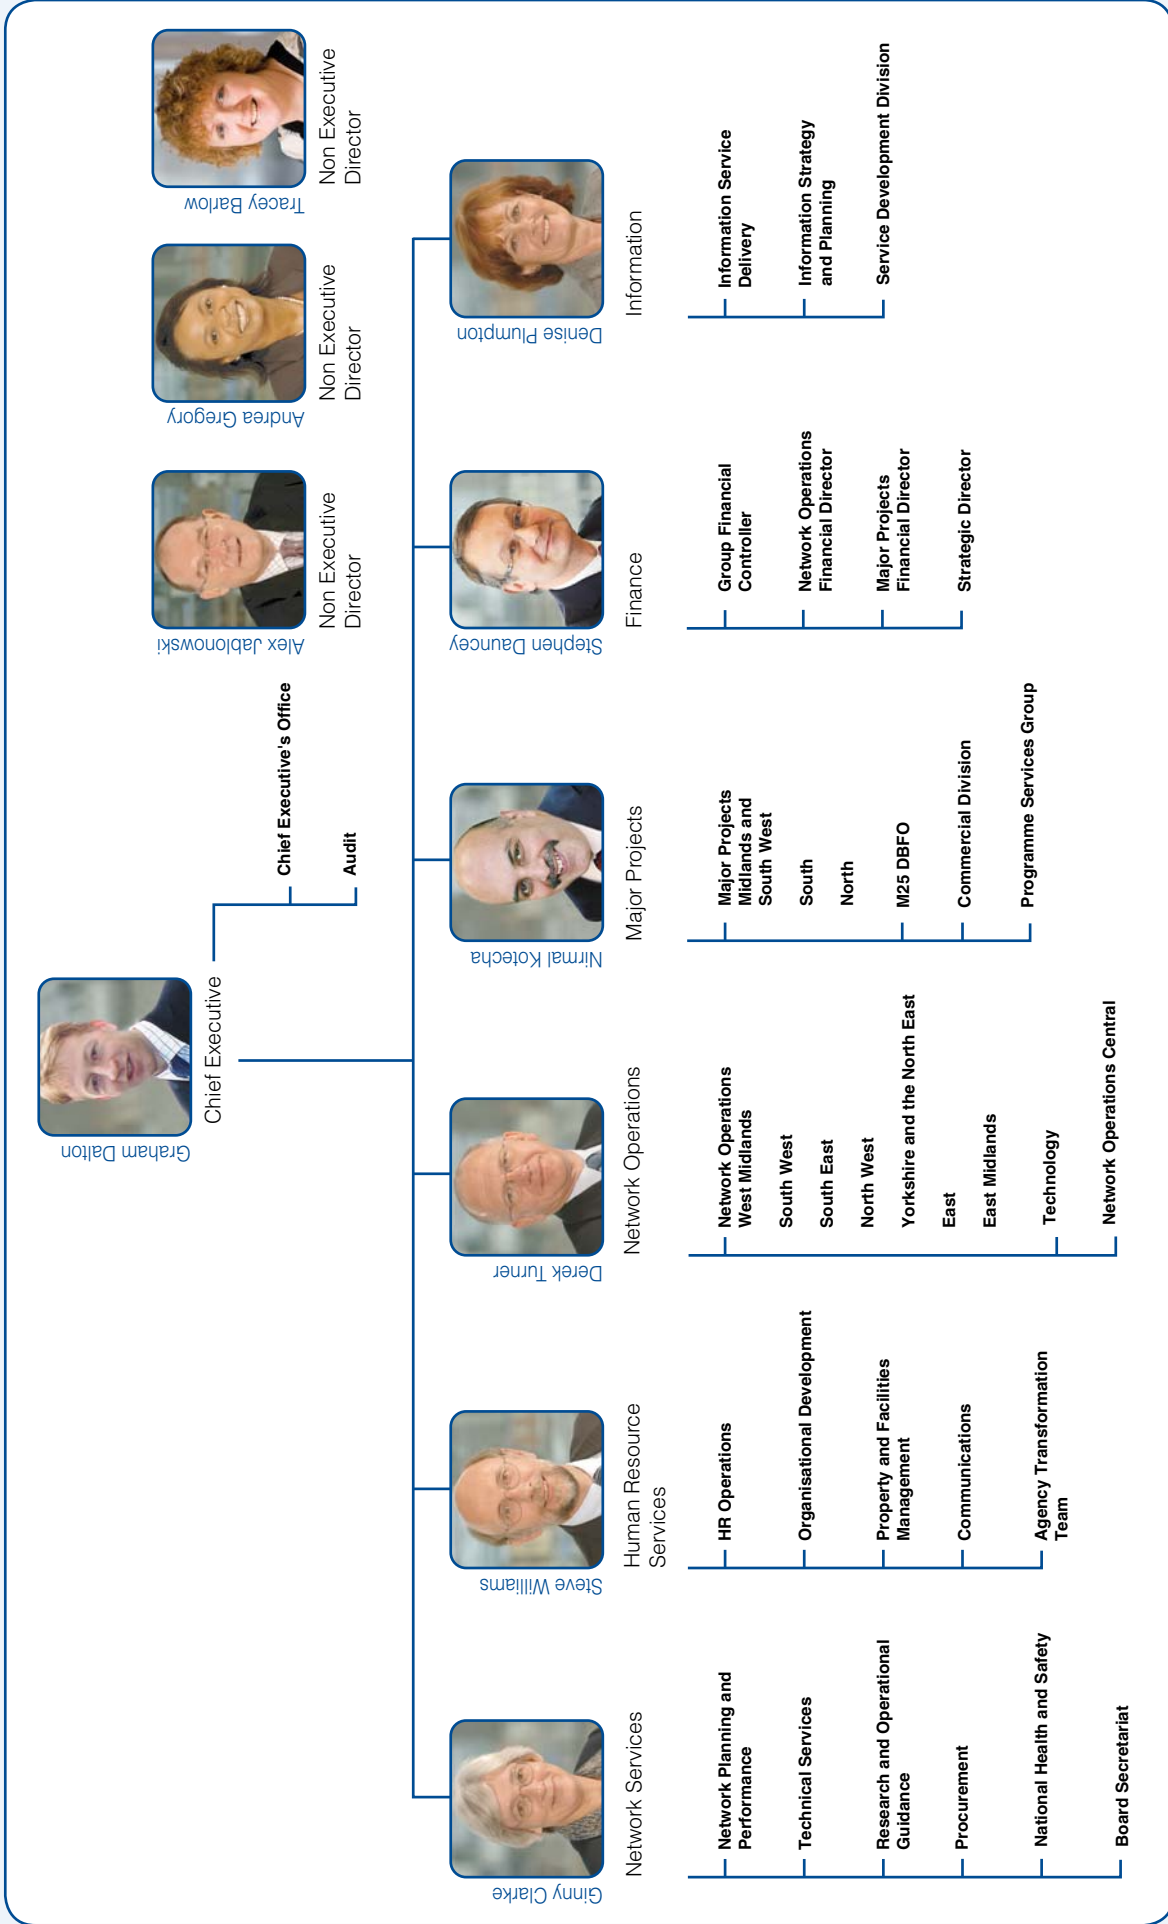 Graham Dalton
Chief Executive
Chief Executive's Office
Audit
Alex Jablonowski
Non Executive
Director
Andrea Gregory
Non Executive
Director
Tracey Barlow
Non Executive
Director
Ginny Clarke
Network Services
Network Planning and
Performance
Technical Services
Research and Operational
Guidance
Procurement
National Health and Safety
Board Secretariat
Steve Williams
Human Resource
Services
HR Operations
Organisational Development
Property and Facilities
Management
Communications
Agency Transformation
Team
Derek Turner
Network Operations
Network Operations
West Midlands
South West
South East
North West
Yorkshire and the North East
East
East Midlands
Technology
Network Operations Central
Nirmal Kotecha
Major Projects
Major Projects
Midlands and
South West
South
North
M25 DBFO
Commercial Division
Programme Services Group
Stephen Dauncey
Finance
Group Financial
Controller
Network Operations
Financial Director
Major Projects
Financial Director
Strategic Director
Denise Plumpton
Information
Information Service
Delivery
Information Strategy
and Planning
Service Development Division